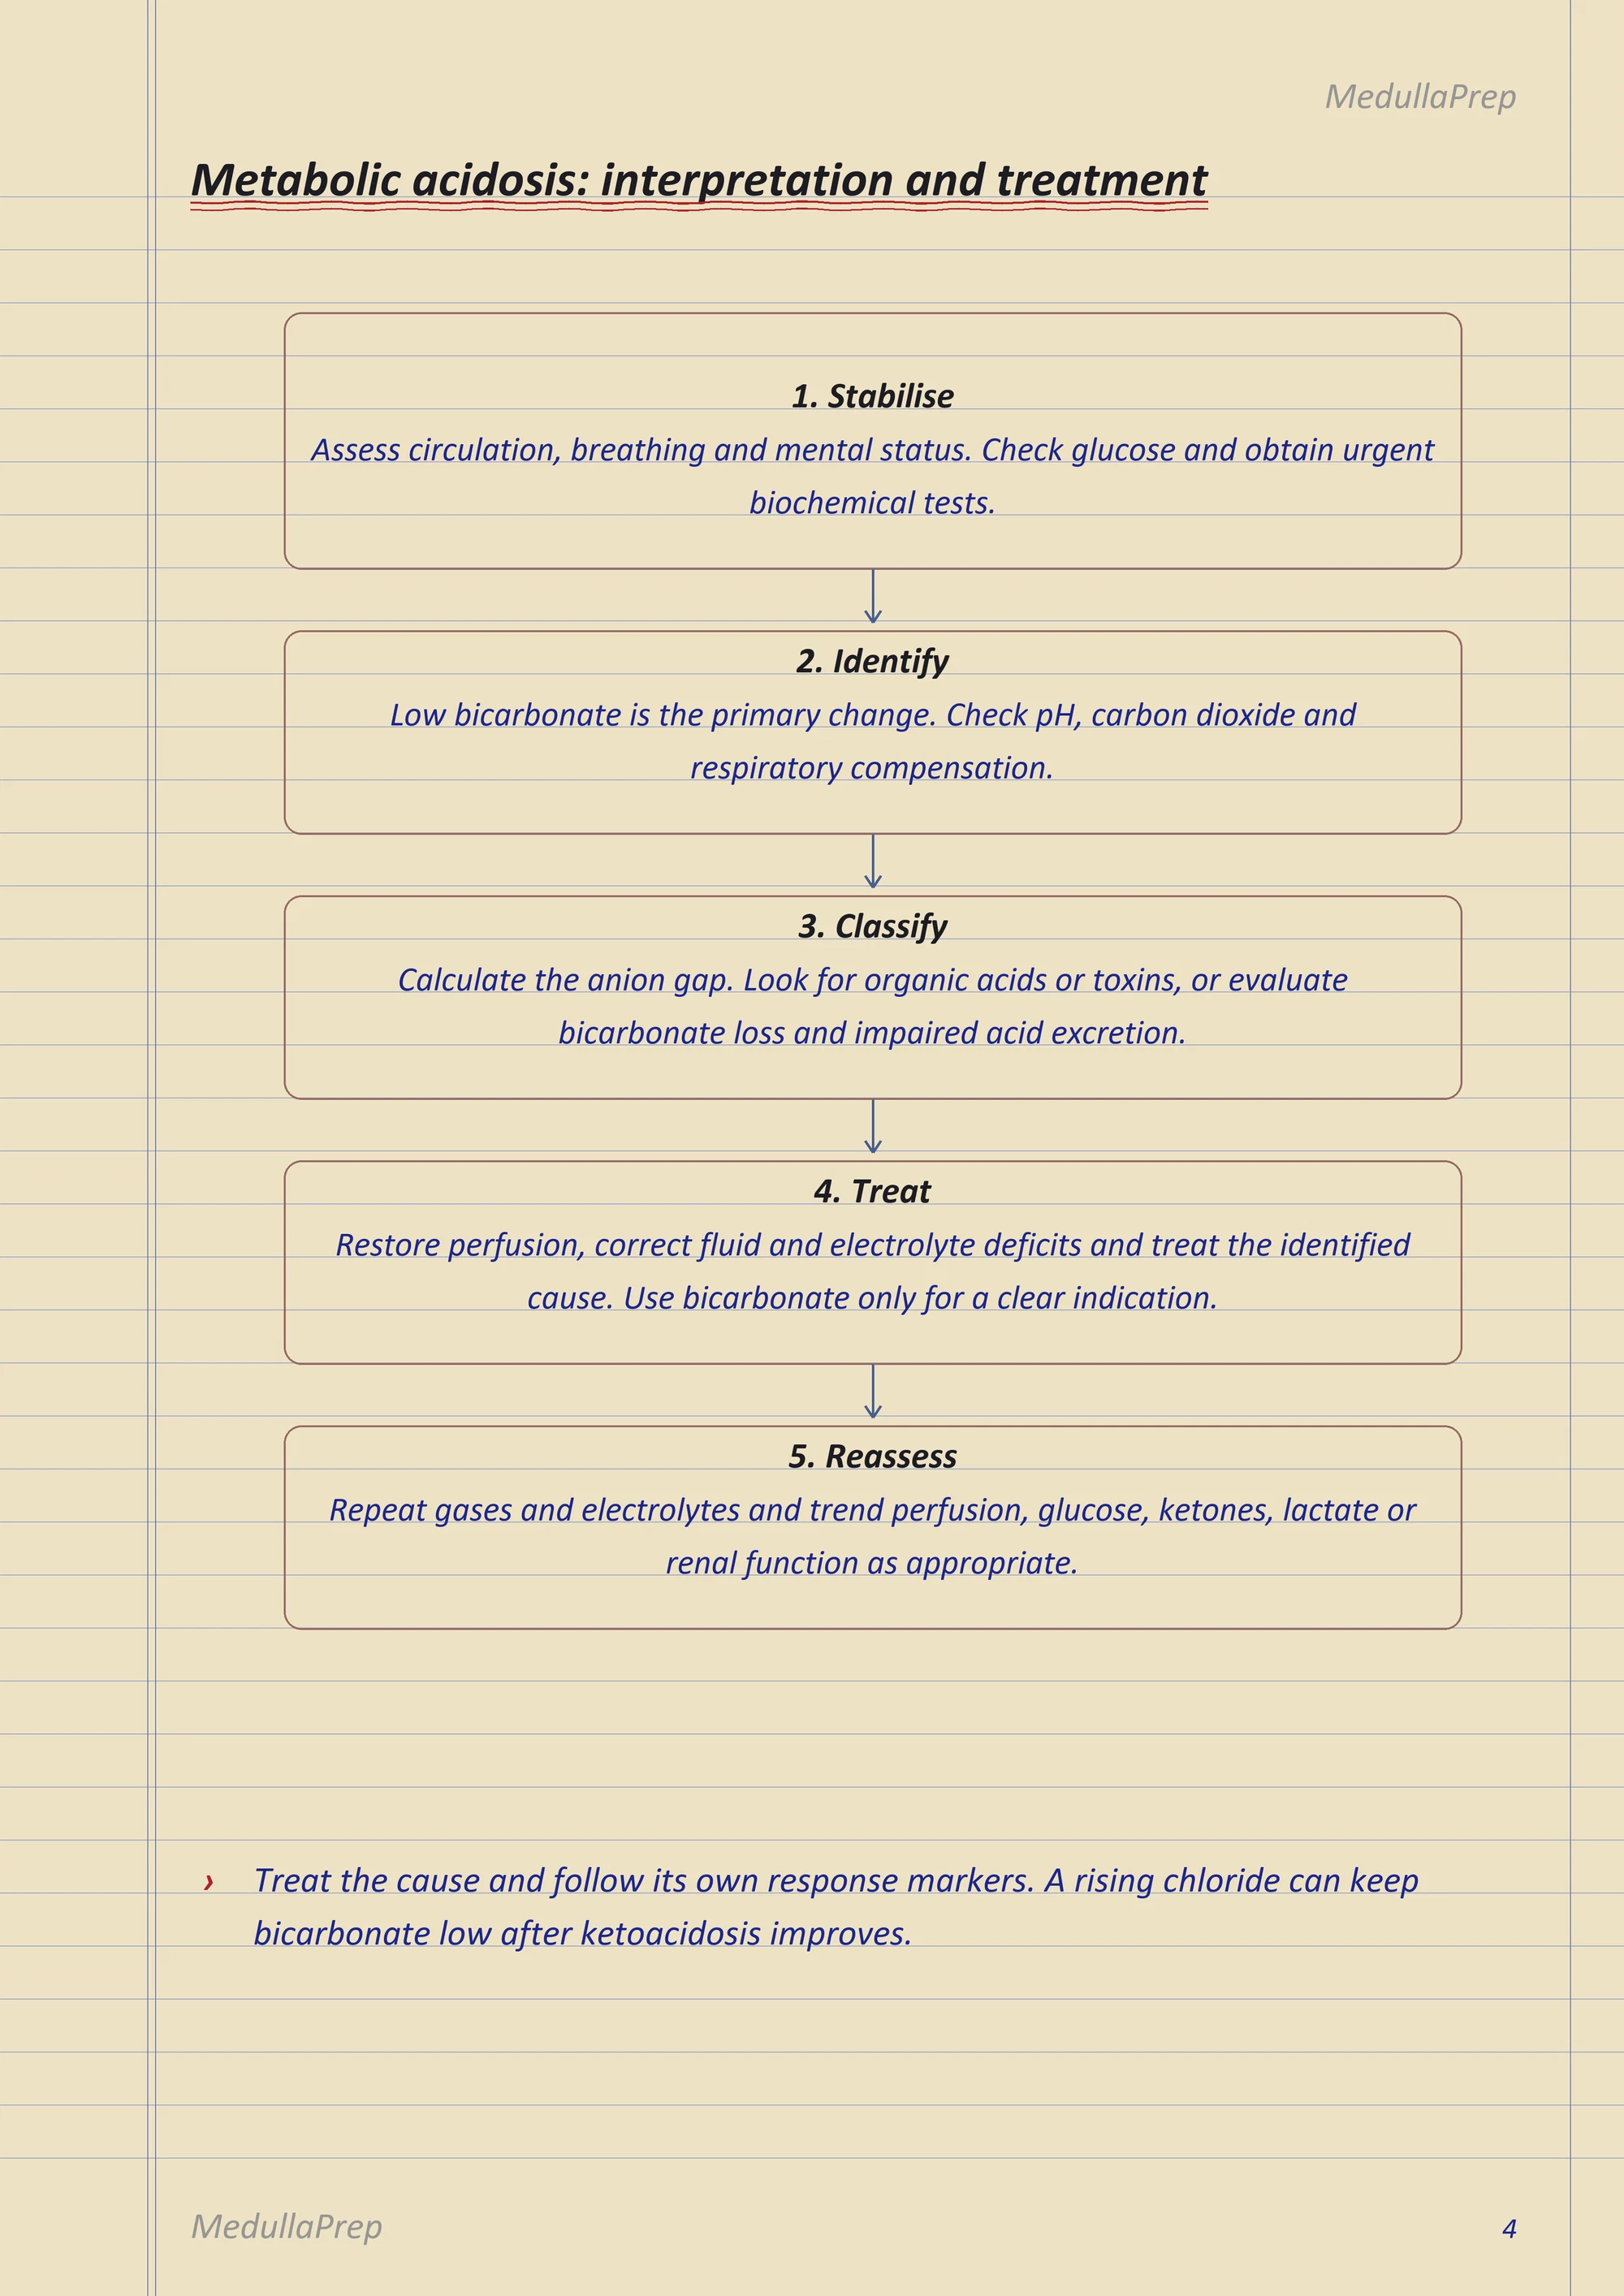 MedullaPrep
Metabolic acidosis: interpretation and treatment
1. Stabilise
Assess circulation, breathing and mental status. Check glucose and obtain urgent
biochemical tests.
2. Identify
Low bicarbonate is the primary change. Check pH, carbon dioxide and
respiratory compensation.
3. Classify
Calculate the anion gap. Look for organic acids or toxins, or evaluate
bicarbonate loss and impaired acid excretion.
4. Treat
Restore perfusion, correct fluid and electrolyte deficits and treat the identified
cause. Use bicarbonate only for a clear indication.
5. Reassess
Repeat gases and electrolytes and trend perfusion, glucose, ketones, lactate or
renal function as appropriate.
› Treat the cause and follow its own response markers. A rising chloride can keep
bicarbonate low after ketoacidosis improves.
MedullaPrep
4